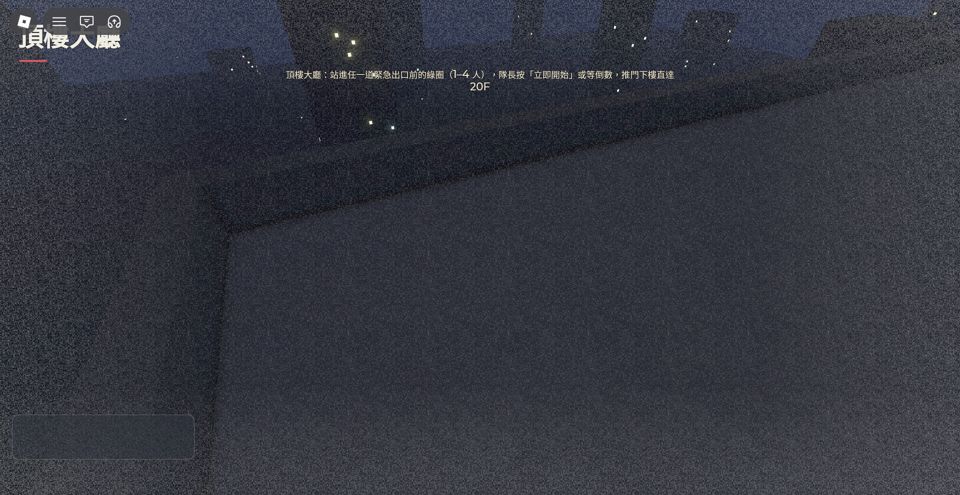 頂樓大廳
頂樓大廳：站進任一道緊急出口前的綠圈（1–4 人），隊長按「立即開始」或等倒數，推門下樓直達
20F